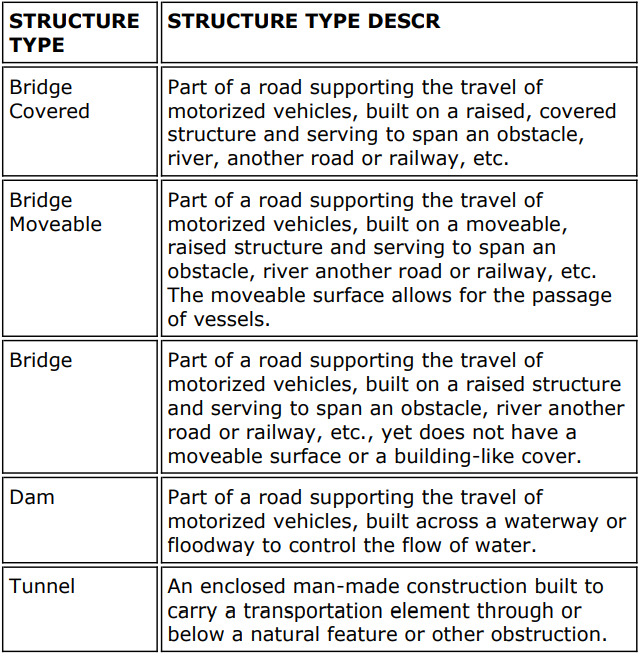 STRUCTURE TYPE DESCR
STRUCTURE
TYPE
Bridge
Covered
Part of a road supporting the travel of
motorized vehicles, built on a raised, covered
structure and serving to span an obstacle,
river, another road or railway, etc.
Bridge
Moveable
Part of a road supporting the travel of
motorized vehicles, built on a moveable,
raised structure and serving to span an
obstacle, river another road or railway, etc.
The moveable surface allows for the passage
of vessels.
Bridge
Part of a road supporting the travel of
motorized vehicles, built on a raised structure
and serving to span an obstacle, river another
road or railway, etc., yet does not have a
moveable surface or a building-like cover.
Dam
Part of a road supporting the travel of
motorized vehicles, built across a waterway or
floodway to control the flow of water.
Tunnel
An enclosed man-made construction built to
carry a transportation element through or
below a natural feature or other obstruction.